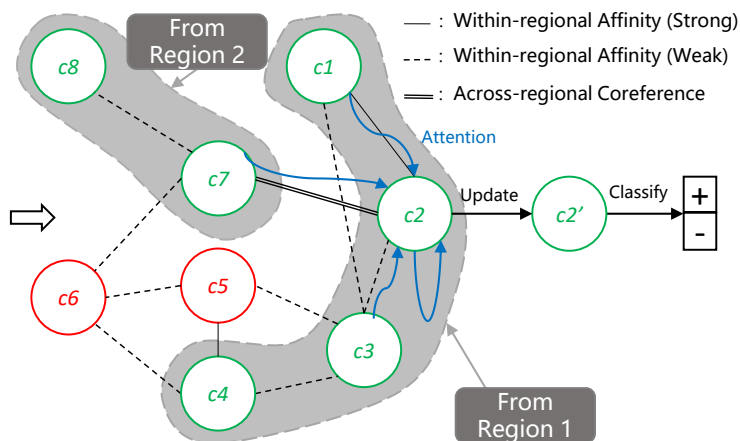 From
Region 2
: Within-regional Affinity (Strong)
: Within-regional Affinity (Weak)
: Across-regional Coreference
c8
c1
Attention
c7
c2
Update
c2’
Classify
+
-
c6
c5
c3
c4
From
Region 1